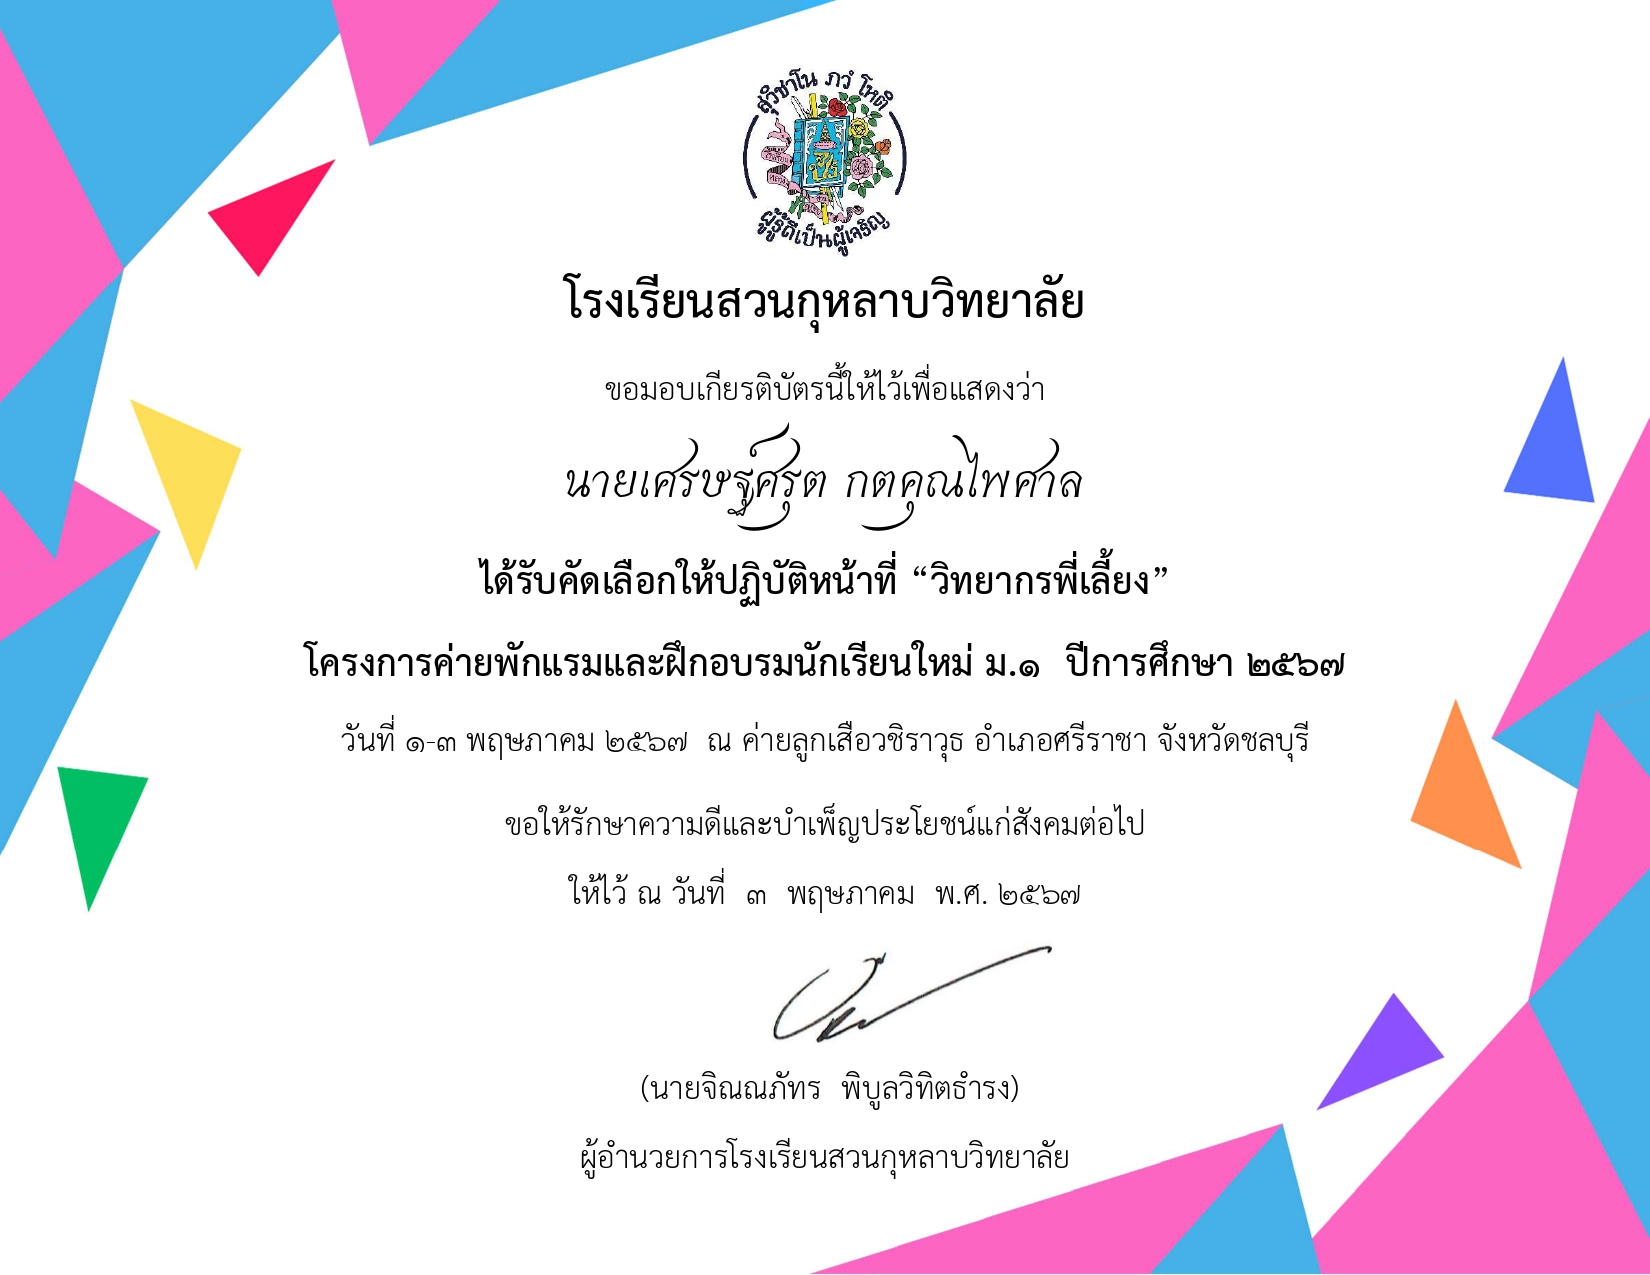 สุวิชาโน ภวํ โหติ
ผู้รู้ดีเป็นผู้เจริญ
โรงเรียนสวนกุหลาบวิทยาลัย
ขอมอบเกียรติบัตรนี้ให้ไว้เพื่อแสดงว่า
นายเศรษฐ์ศรุต กตคุณไพศาล
ได้รับคัดเลือกให้ปฏิบัติหน้าที่ “วิทยากรพี่เลี้ยง”
โครงการค่ายพักแรมและฝึกอบรมนักเรียนใหม่ ม.๑ ปีการศึกษา ๒๕๖๗
วันที่ ๑-๓ พฤษภาคม ๒๕๖๗ ณ ค่ายลูกเสือวชิราวุธ อำเภอศรีราชา จังหวัดชลบุรี
ขอให้รักษาความดีและบำเพ็ญประโยชน์แก่สังคมต่อไป
ให้ไว้ ณ วันที่ ๓ พฤษภาคม พ.ศ. ๒๕๖๗
(นายจิณณภัทร พิบูลวิทิตธำรง)
ผู้อำนวยการโรงเรียนสวนกุหลาบวิทยาลัย